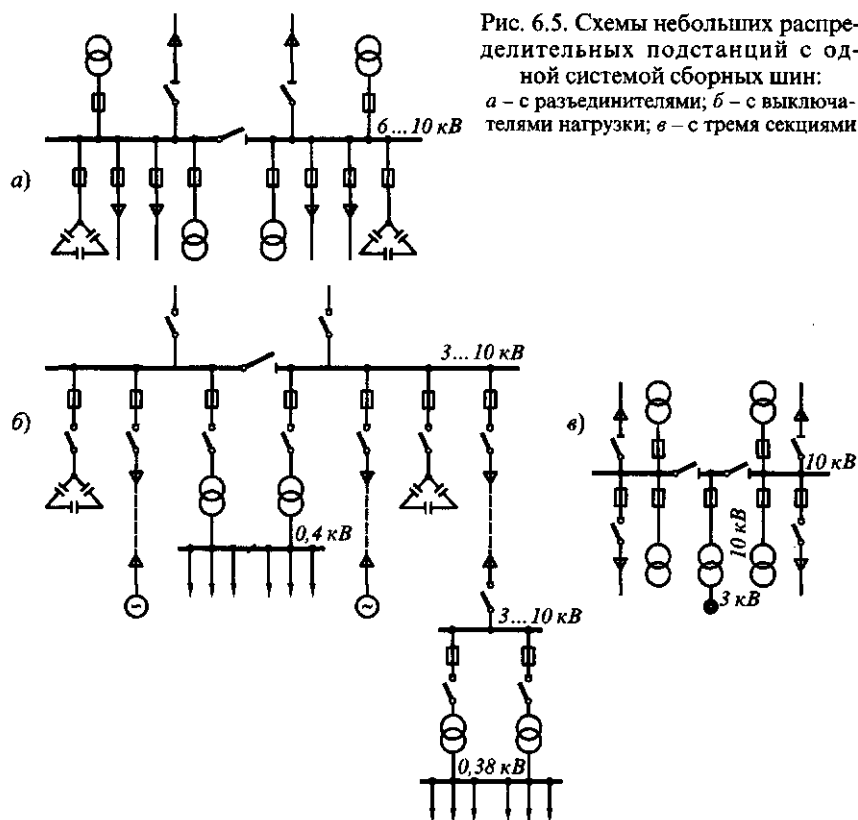 Рис. 6.5. Схемы небольших распре-
делительных подстанций с од-
ной системой сборных шин:
а – с разъединителями; б – с выключа-
телями нагрузки; в – с тремя секциями
6...10 кВ
а)
3...10 кВ
б)
0,4 кВ
~
~
3...10 кВ
0,38 кВ
в)
10 кВ
10 кВ
3 кВ